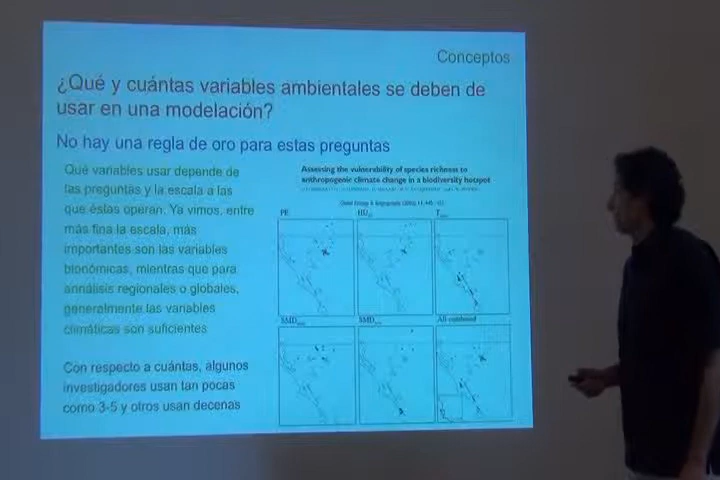 Conceptos
¿Qué y cuántas variables ambientales se deben de
usar en una modelación?
No hay una regla de oro para estas preguntas
Qué variables usar depende de
las preguntas y la escala a las
que éstas operan. Ya vimos, entre
más fina la escala, más
importantes son las variables
bionómicas, mientras que para
annálisis regionales o globales,
generalmente las variables
climáticas son suficientes
Con respecto a cuántas, algunos
investigadores usan tan pocas
como 3-5 y otros usan decenas
Assessing the vulnerability of species richness to
anthropogenic climate change in a biodiversity hotspot
PE
SMD
SMD
All combined